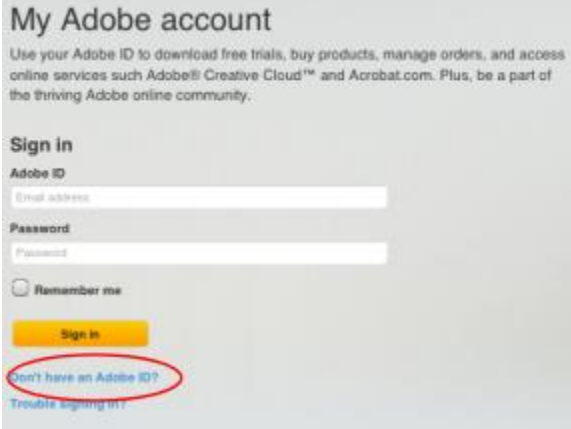 My Adobe account
Use your Adobe ID to download free trials, buy products, manage orders, and access
online services such Adobe® Creative Cloud™ and Acrobat.com. Plus, be a part of
the thriving Adobe online community.
Sign in
Adobe ID
Email address
Password
Password
Remember me
Sign in
Don't have an Adobe ID?
Trouble signing in?